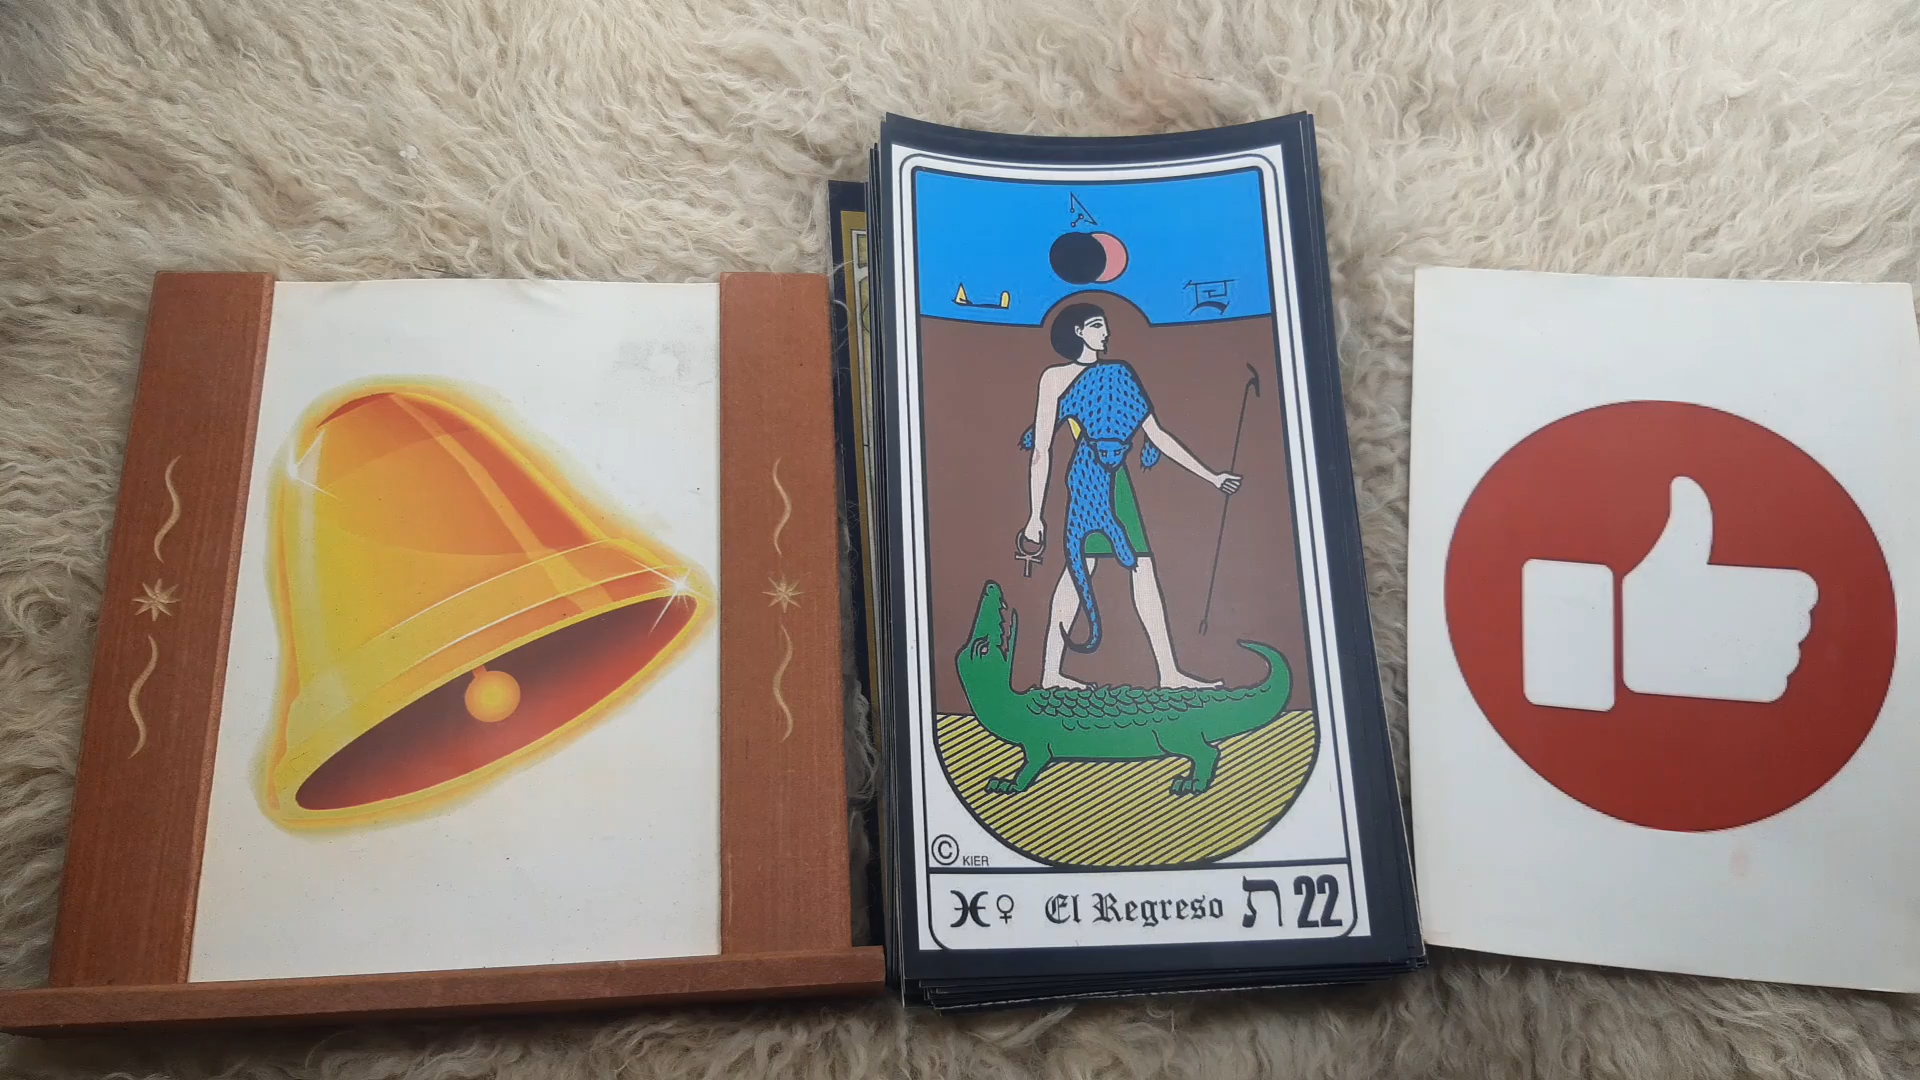 © KIER
♓ ♀ El Regreso ת 22